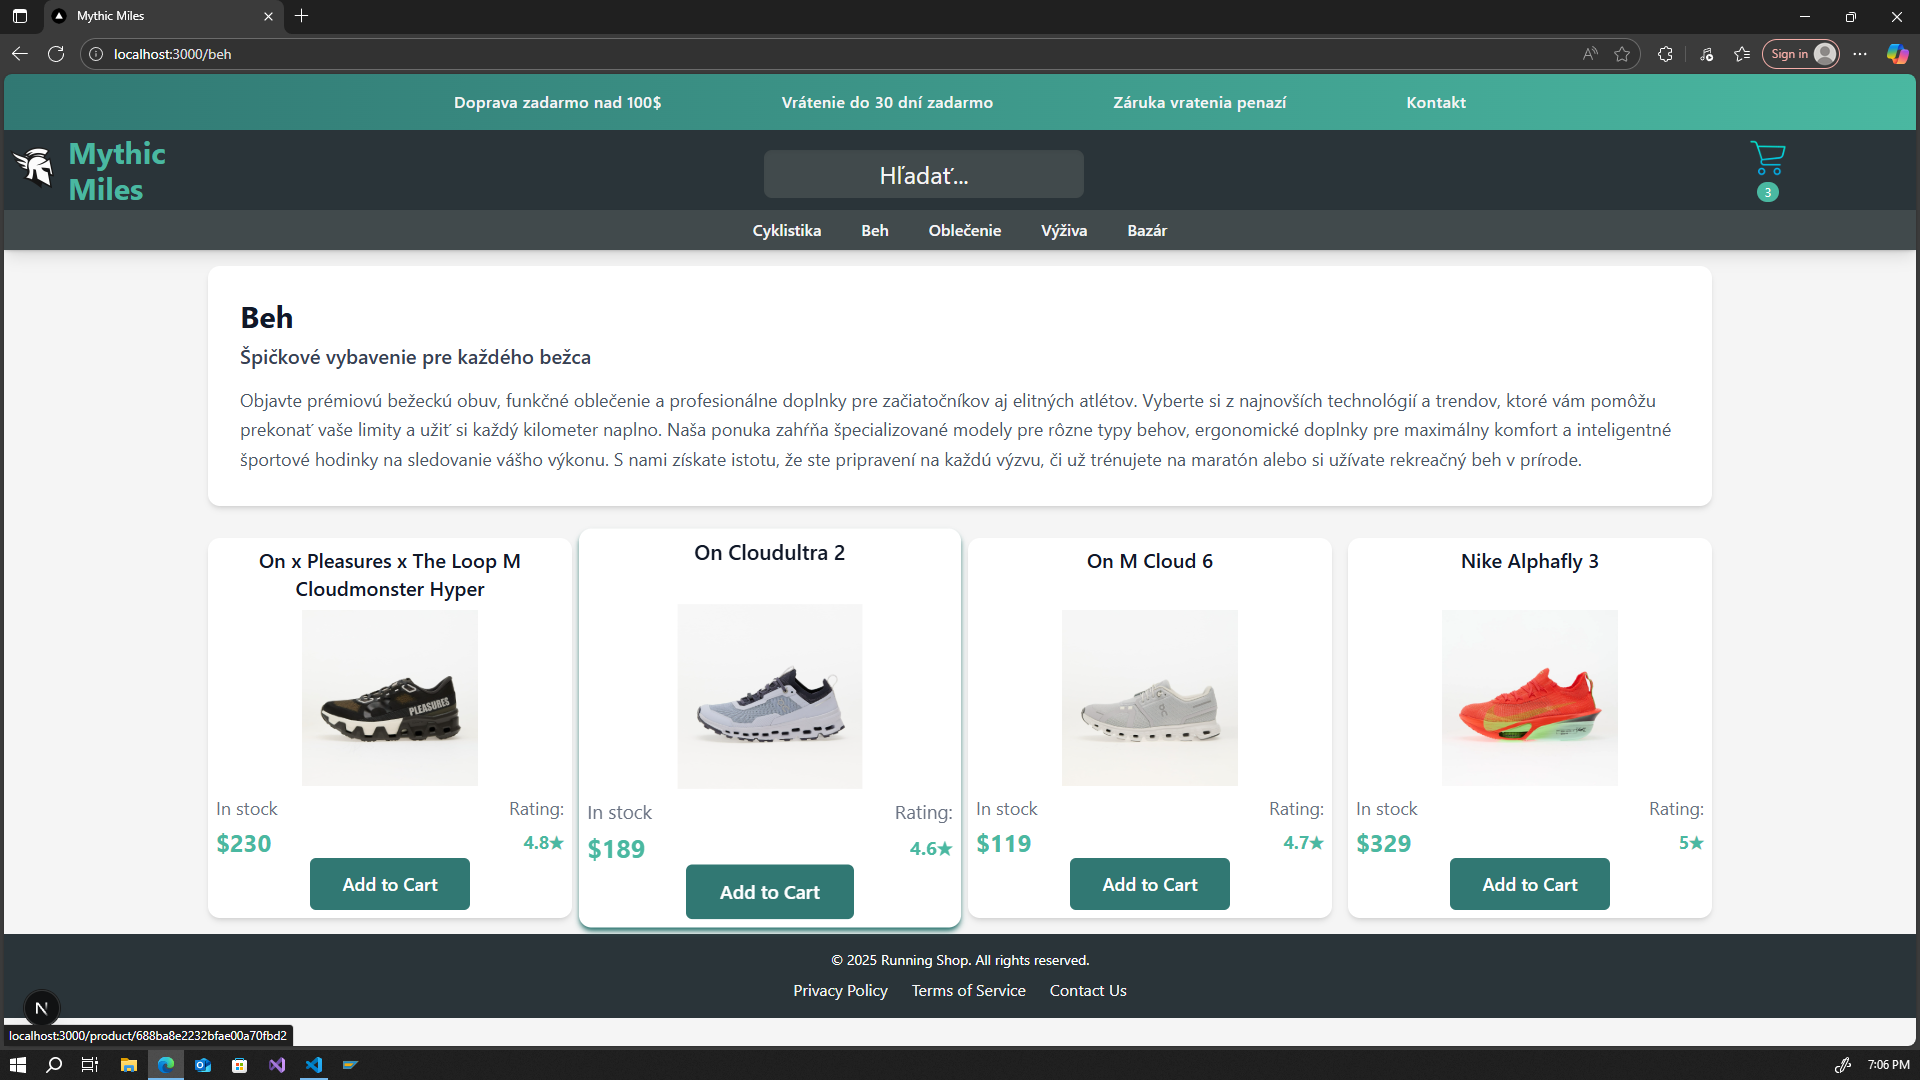 Mythic Miles
localhost:3000/beh
Sign in
Doprava zadarmo nad 100$
Vrátenie do 30 dní zadarmo
Záruka vratenia penazí
Kontakt
Mythic
Miles
Hľadať...
3
Cyklistika
Beh
Oblečenie
Výživa
Bazár
Beh
Špičkové vybavenie pre každého bežca
Objavte prémiovú bežeckú obuv, funkčné oblečenie a profesionálne doplnky pre začiatočníkov aj elitných atlétov. Vyberte si z najnovších technológií a trendov, ktoré vám pomôžu
prekonať vaše limity a užiť si každý kilometer naplno. Naša ponuka zahŕňa špecializované modely pre rôzne typy behov, ergonomické doplnky pre maximálny komfort a inteligentné
športové hodinky na sledovanie vášho výkonu. S nami získate istotu, že ste pripravení na každú výzvu, či už trénujete na maratón alebo si užívate rekreačný beh v prírode.
On x Pleasures x The Loop M
Cloudmonster Hyper
PLEASURES
In stock
Rating:
$230
4.8★
Add to Cart
On Cloudultra 2
In stock
Rating:
$189
4.6★
Add to Cart
On M Cloud 6
In stock
Rating:
$119
4.7★
Add to Cart
Nike Alphafly 3
In stock
Rating:
$329
5★
Add to Cart
© 2025 Running Shop. All rights reserved.
Privacy Policy
Terms of Service
Contact Us
N
localhost:3000/product/688ba8e2232bfae00a70fbd2
7:06 PM